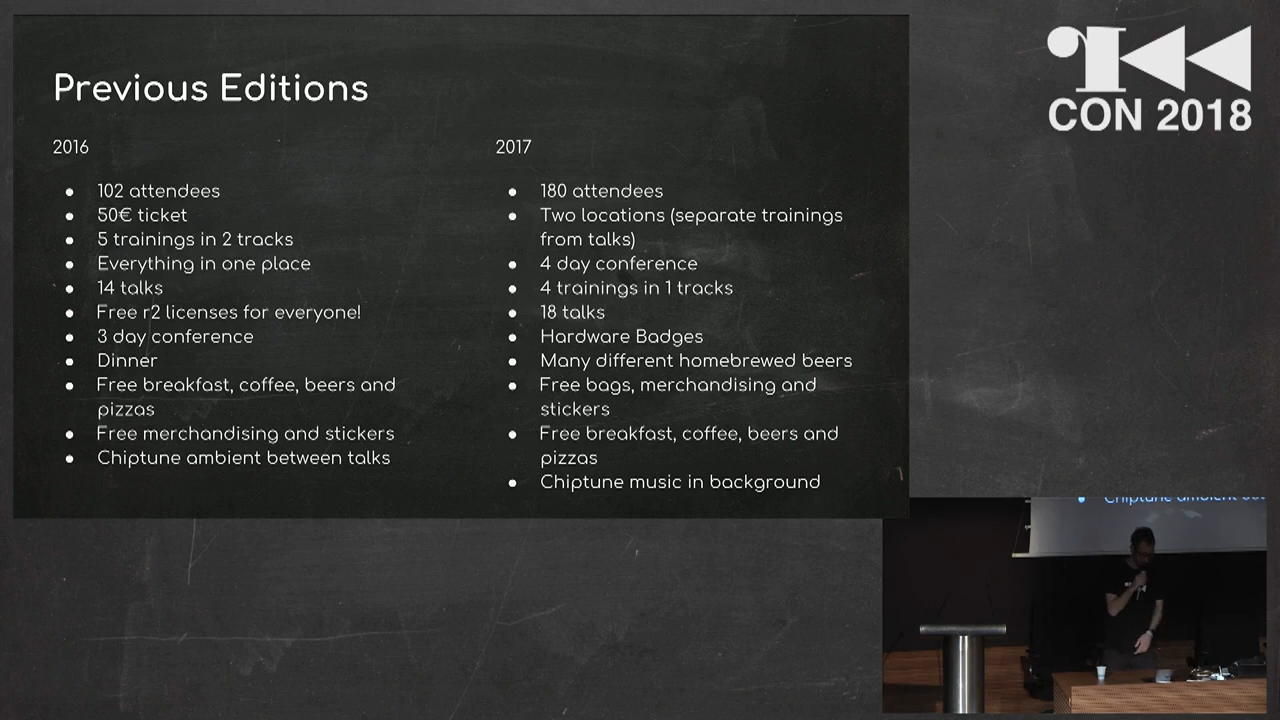 Previous Editions
2016
102 attendees
50€ ticket
5 trainings in 2 tracks
Everything in one place
14 talks
Free r2 licenses for everyone!
3 day conference
Dinner
Free breakfast, coffee, beers and
pizzas
Free merchandising and stickers
Chiptune ambient between talks
2017
180 attendees
Two locations (separate trainings
from talks)
4 day conference
4 trainings in 1 tracks
18 talks
Hardware Badges
Many different homebrewed beers
Free bags, merchandising and
stickers
Free breakfast, coffee, beers and
pizzas
Chiptune music in background
CON 2018
Chiptune ambient